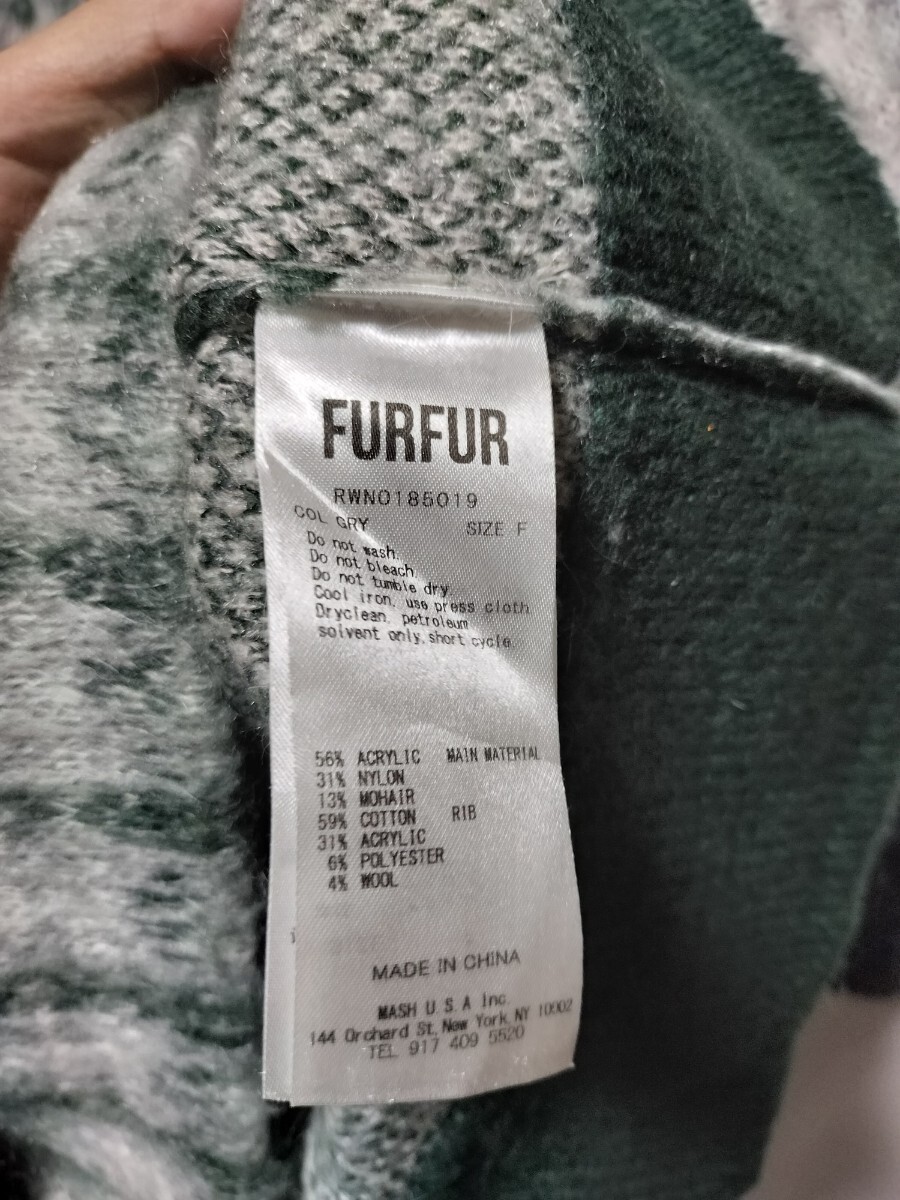 FURFUR
RWNO185019
COL GRY SIZE F
Do not wash.
Do not bleach.
Do not tumble dry.
Cool iron, use press cloth
Dryclean, petroleum
solvent only, short cycle.
56% ACRYLIC MAIN MATERIAL
31% NYLON
13% MOHAIR
59% COTTON RIB
31% ACRYLIC
6% POLYESTER
4% WOOL
MADE IN CHINA
MASH U.S.A Inc.
144 Orchard St, New York, NY 10002
TEL 917 409 5520